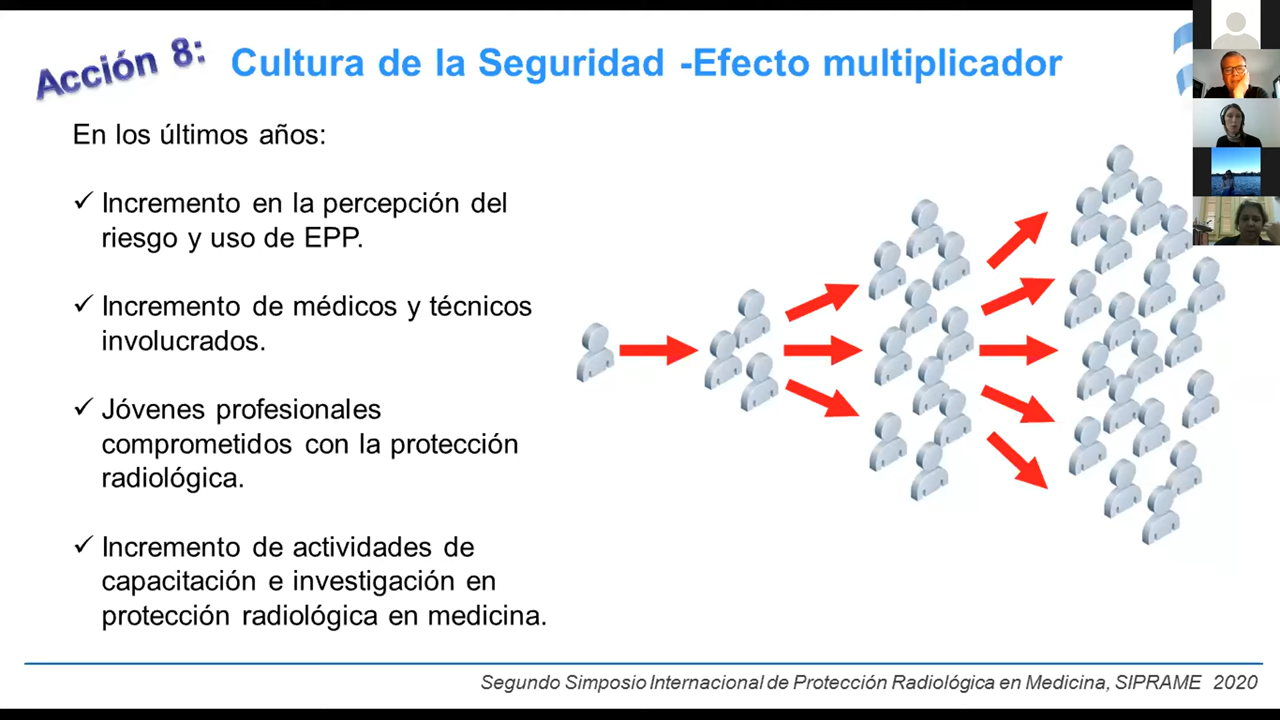 Acción 8:
Cultura de la Seguridad -Efecto multiplicador
En los últimos años:
✓ Incremento en la percepción del
riesgo y uso de EPP.
✓ Incremento de médicos y técnicos
involucrados.
✓ Jóvenes profesionales
comprometidos con la protección
radiológica.
✓ Incremento de actividades de
capacitación e investigación en
protección radiológica en medicina.
Segundo Simposio Internacional de Protección Radiológica en Medicina, SIPRAME 2020